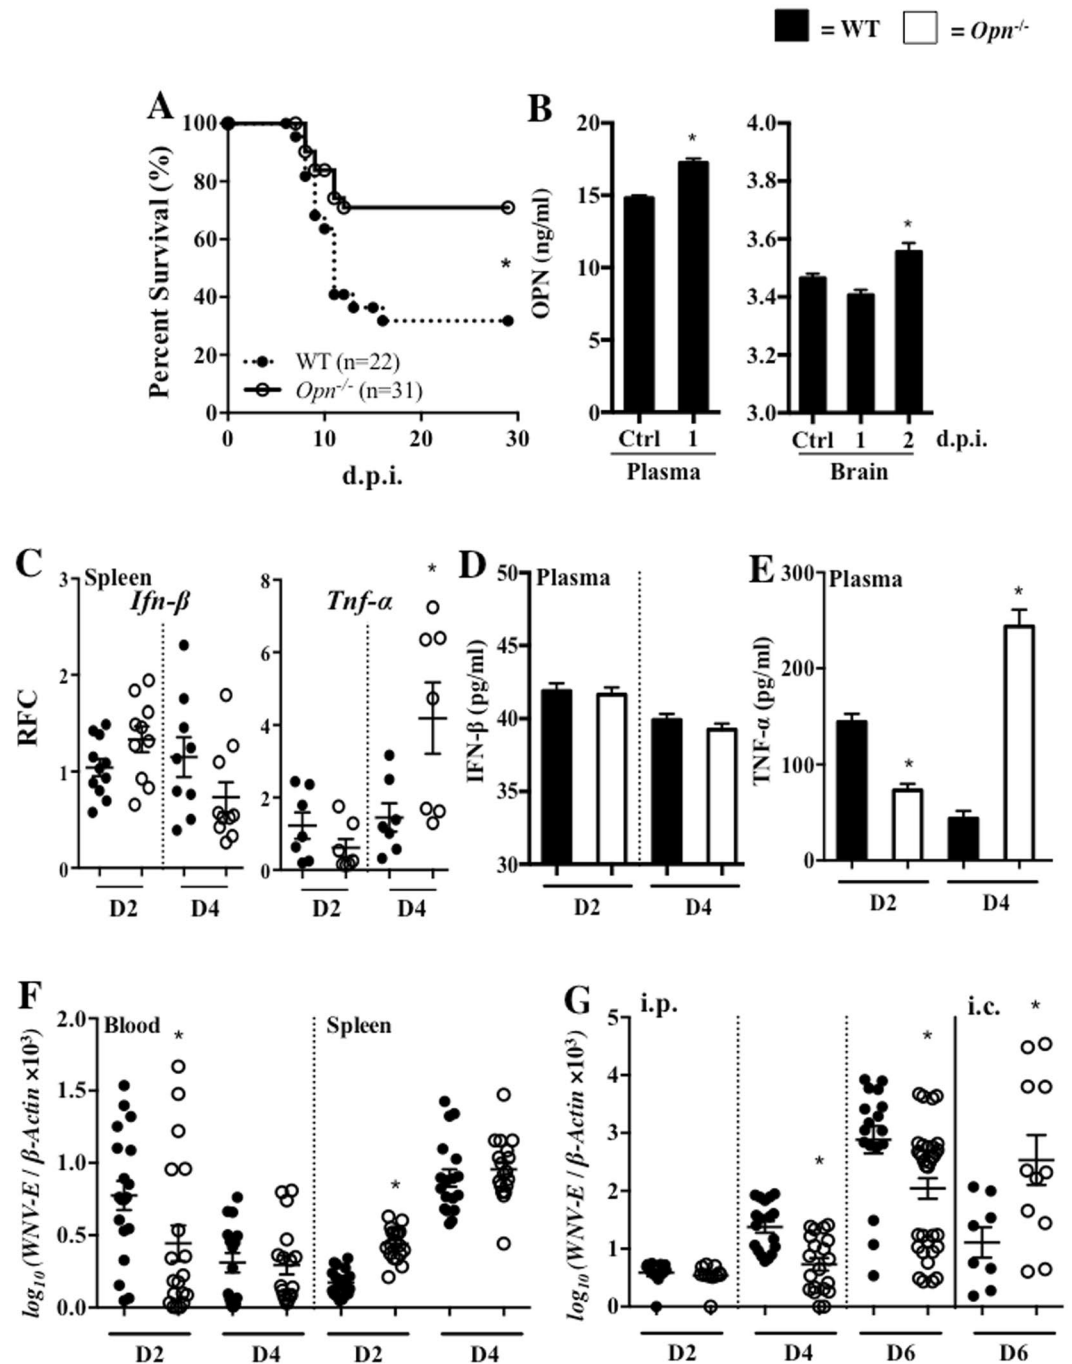 = WT = Opn-/-
A
Percent Survival (%)
100
80
60
40
20
0
*
WT (n=22)
Opn-/- (n=31)
0 10 20 30
d.p.i.
B
OPN (ng/ml)
20
15
10
5
0
*
Ctrl 1
Plasma
4.0
3.8
3.6
3.4
3.2
3.0
*
Ctrl 1 2 d.p.i.
Brain
C
RFC
Spleen
Ifn-β
3
2
1
0
D2 D4
Tnf-α
*
8
6
4
2
0
D2 D4
D
IFN-β (pg/ml)
Plasma
50
45
40
35
30
D2 D4
E
TNF-α (pg/ml)
Plasma
300
200
100
0
*
*
D2 D4
F
log10 (WNV-E / β-Actin ×10³)
Blood
Spleen
2.0
1.5
1.0
0.5
0.0
*
*
D2 D4 D2 D4
G
log10 (WNV-E / β-Actin ×10³)
i.p.
i.c.
5
4
3
2
1
0
*
*
*
D2 D4 D6 D6